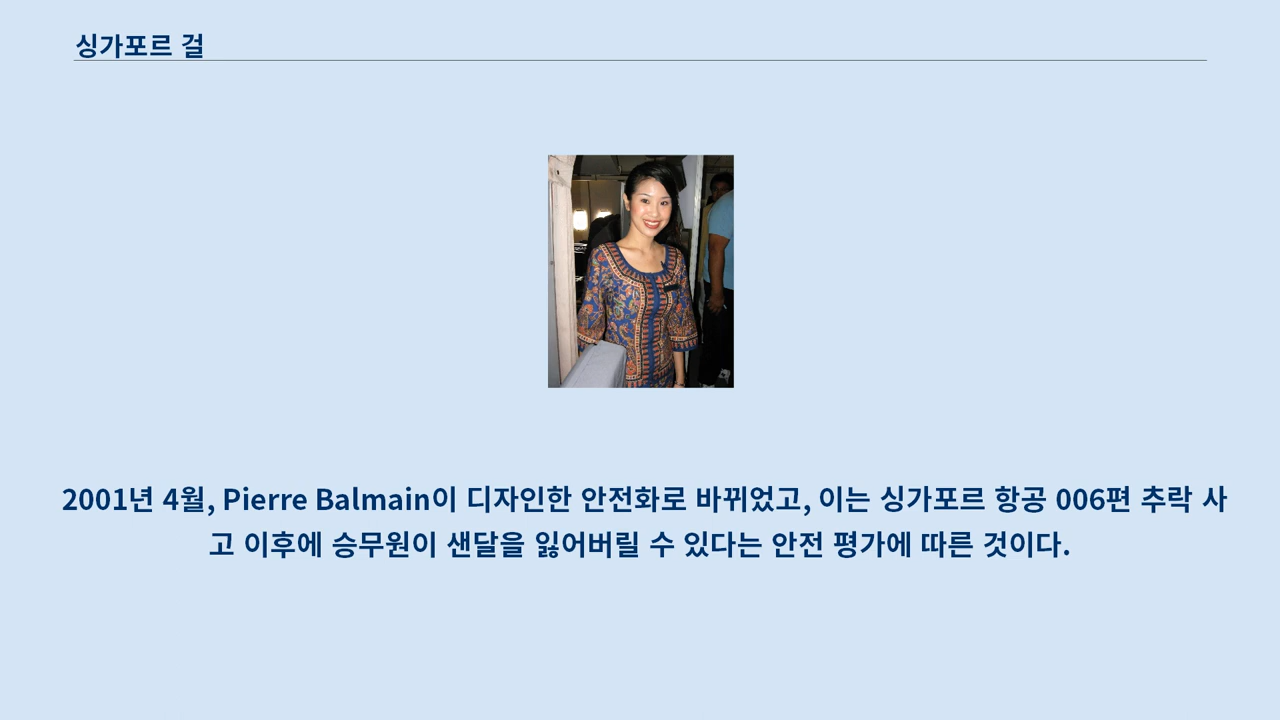 싱가포르 걸
2001년 4월, Pierre Balmain이 디자인한 안전화로 바뀌었고, 이는 싱가포르 항공 006편 추락 사
고 이후에 승무원이 샌달을 잃어버릴 수 있다는 안전 평가에 따른 것이다.